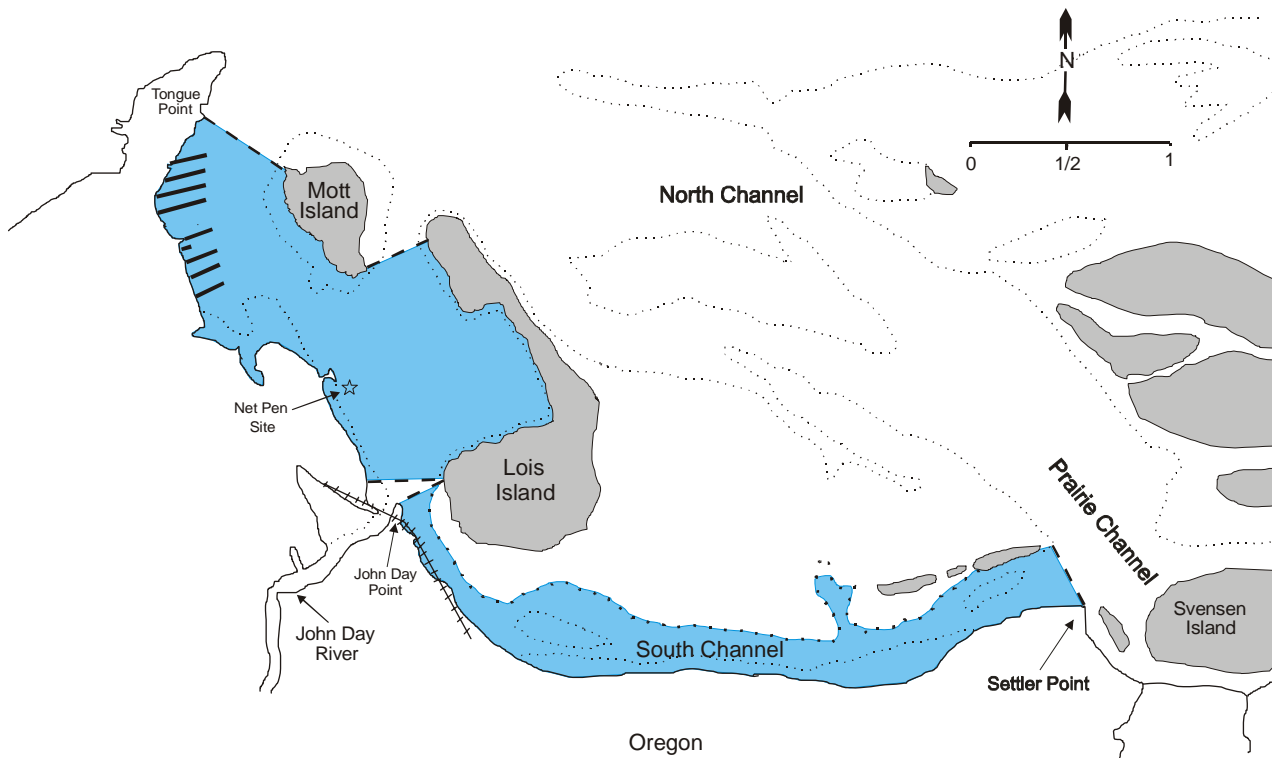 Tongue
Point
N
0
1/2
1
Mott
Island
North Channel
Net Pen
Site
Lois
Island
Prairie Channel
John Day
Point
John Day
River
South Channel
Svensen
Island
Settler Point
Oregon